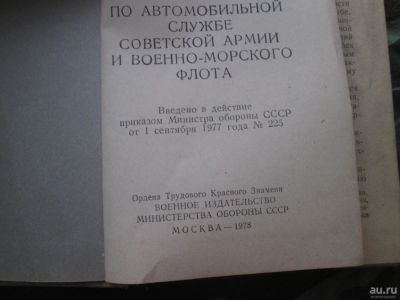 ПО АВТОМОБИЛЬНОЙ
СЛУЖБЕ
СОВЕТСКОЙ АРМИИ
И ВОЕННО-МОРСКОГО
ФЛОТА
Введено в действие
приказом Министра обороны СССР
от 1 сентября 1977 года № 225
Ордена Трудового Красного Знамени
ВОЕННОЕ ИЗДАТЕЛЬСТВО
МИНИСТЕРСТВА ОБОРОНЫ СССР
МОСКВА—1978
au.ru